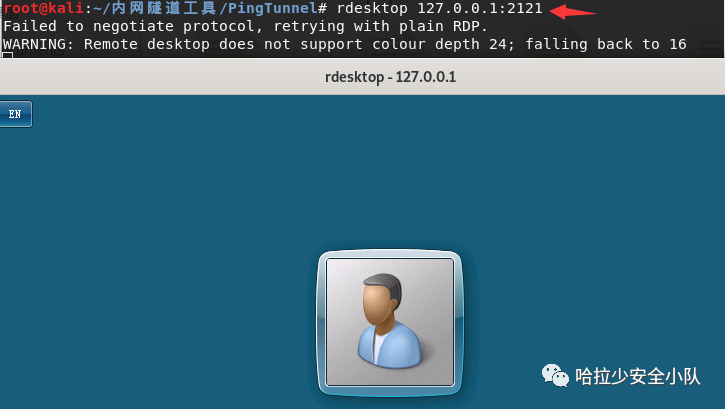 root@kali:~/内网隧道工具/PingTunnel# rdesktop 127.0.0.1:2121
Failed to negotiate protocol, retrying with plain RDP.
WARNING: Remote desktop does not support colour depth 24; falling back to 16
rdesktop - 127.0.0.1
EN
哈拉少安全小队